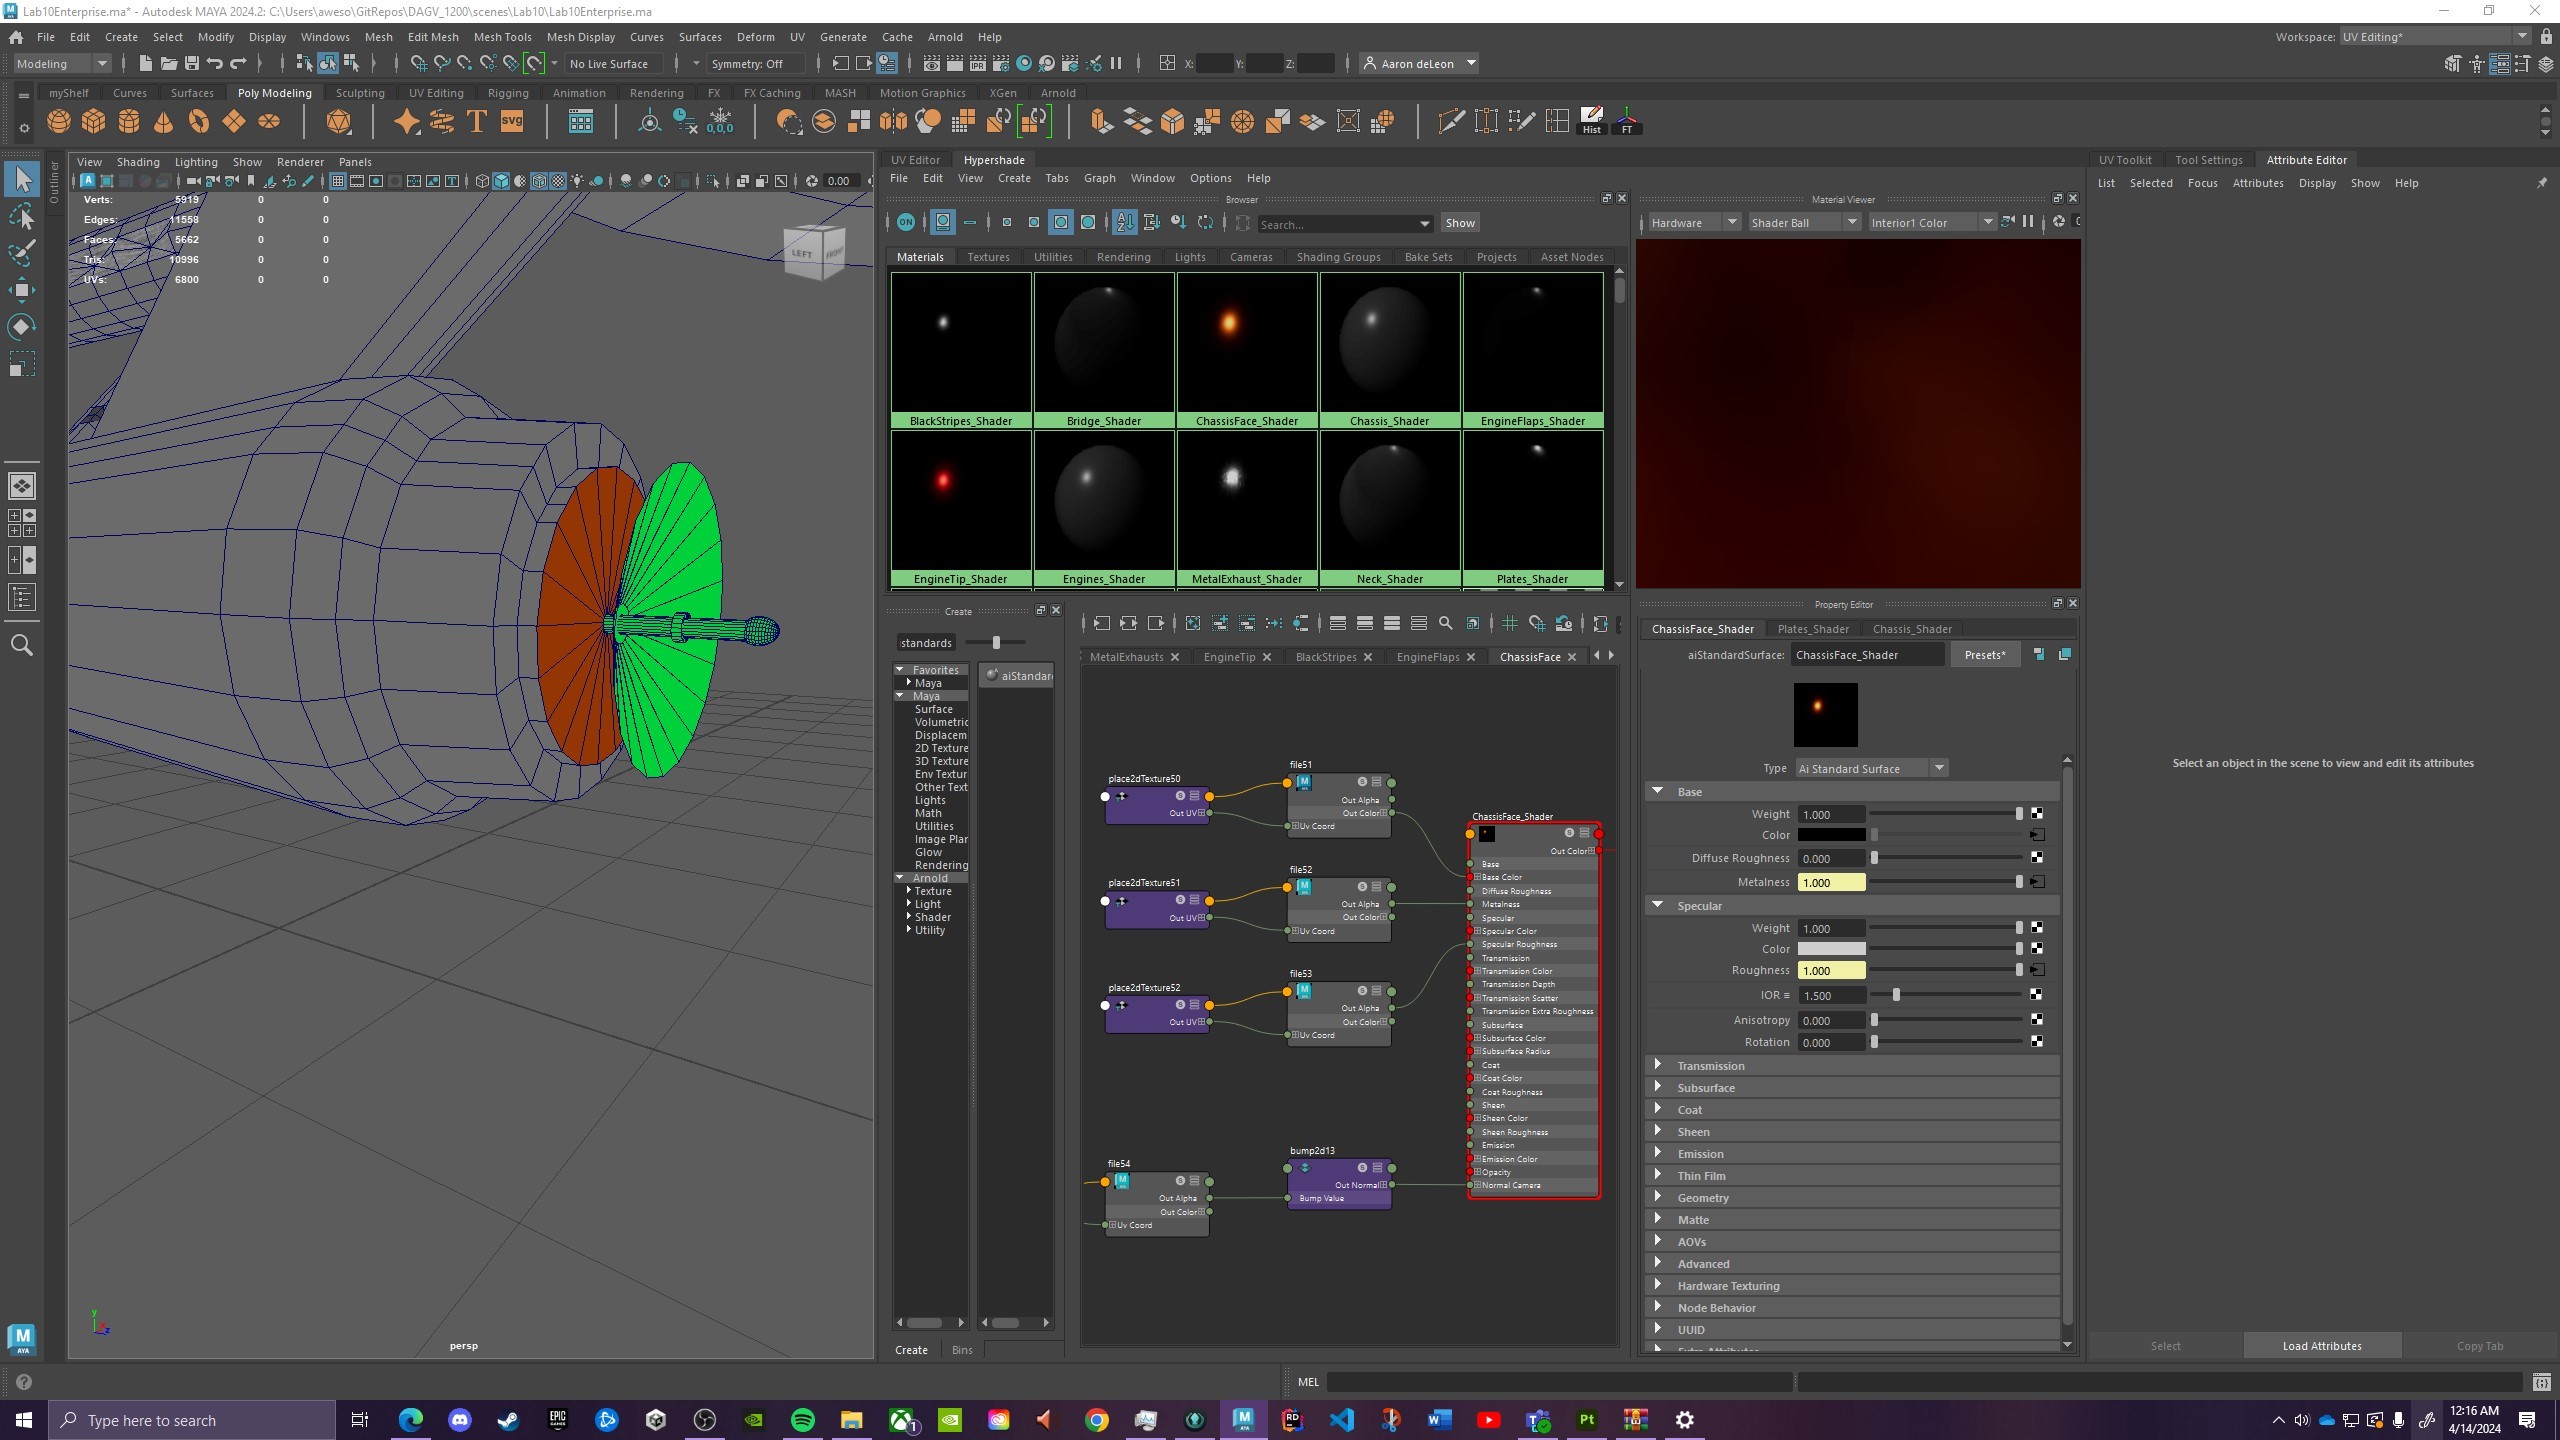 Lab10Enterprise.ma* - Autodesk MAYA 2024.2: C:\Users\aweso\GitRepos\DAGV_1200\scenes\Lab10\Lab10Enterprise.ma
File Edit Create Select Modify Display Windows Mesh Edit Mesh Mesh Tools Mesh Display Curves Surfaces Deform UV Generate Cache Arnold Help
Workspace: UV Editing*
Modeling No Live Surface Symmetry: Off X: Y: Z: Aaron deLeon
myShelf Curves Surfaces Poly Modeling Sculpting UV Editing Rigging Animation Rendering FX FX Caching MASH Motion Graphics XGen Arnold
T SVG 0,0,0 Hist FT
Outliner
View Shading Lighting Show Renderer Panels
0.00
Verts: 5919 0 0
Edges: 11558 0 0
Faces: 5662 0 0
Tris: 10996 0 0
UVs: 6800 0 0
LEFT FRONT
persp
UV Editor Hypershade
File Edit View Create Tabs Graph Window Options Help
Browser
ON Search... Show
Materials Textures Utilities Rendering Lights Cameras Shading Groups Bake Sets Projects Asset Nodes
BlackStripes_Shader Bridge_Shader ChassisFace_Shader Chassis_Shader EngineFlaps_Shader
EngineTip_Shader Engines_Shader MetalExhaust_Shader Neck_Shader Plates_Shader
Create
standards
Favorites
Maya
Maya
Surface
Volumetric
Displacem
2D Texture
3D Texture
Env Textur
Other Text
Lights
Math
Utilities
Image Plar
Glow
Rendering
Arnold
Texture
Light
Shader
Utility
aiStandar
Create Bins
MetalExhausts EngineTip BlackStripes EngineFlaps ChassisFace
place2dTexture50
Out UV
file51
Out Alpha
Out Color
Uv Coord
place2dTexture51
Out UV
file52
Out Alpha
Out Color
Uv Coord
place2dTexture52
Out UV
file53
Out Alpha
Out Color
Uv Coord
file54
Out Alpha
Out Color
Uv Coord
bump2d13
Out Normal
Bump Value
ChassisFace_Shader
Out Color
Base
Base Color
Diffuse Roughness
Metalness
Specular
Specular Color
Specular Roughness
Transmission
Transmission Color
Transmission Depth
Transmission Scatter
Transmission Extra Roughness
Subsurface
Subsurface Color
Subsurface Radius
Coat
Coat Color
Coat Roughness
Sheen
Sheen Color
Sheen Roughness
Emission
Emission Color
Opacity
Normal Camera
Material Viewer
Hardware Shader Ball Interior1 Color
Property Editor
ChassisFace_Shader Plates_Shader Chassis_Shader
aiStandardSurface: ChassisFace_Shader Presets*
Type Ai Standard Surface
Base
Weight 1.000
Color
Diffuse Roughness 0.000
Metalness 1.000
Specular
Weight 1.000
Color
Roughness 1.000
IOR 1.500
Anisotropy 0.000
Rotation 0.000
Transmission
Subsurface
Coat
Sheen
Emission
Thin Film
Geometry
Matte
AOVs
Advanced
Hardware Texturing
Node Behavior
UUID
UV Toolkit Tool Settings Attribute Editor
List Selected Focus Attributes Display Show Help
Select an object in the scene to view and edit its attributes
Select Load Attributes Copy Tab
MEL
Type here to search
12:16 AM
4/14/2024